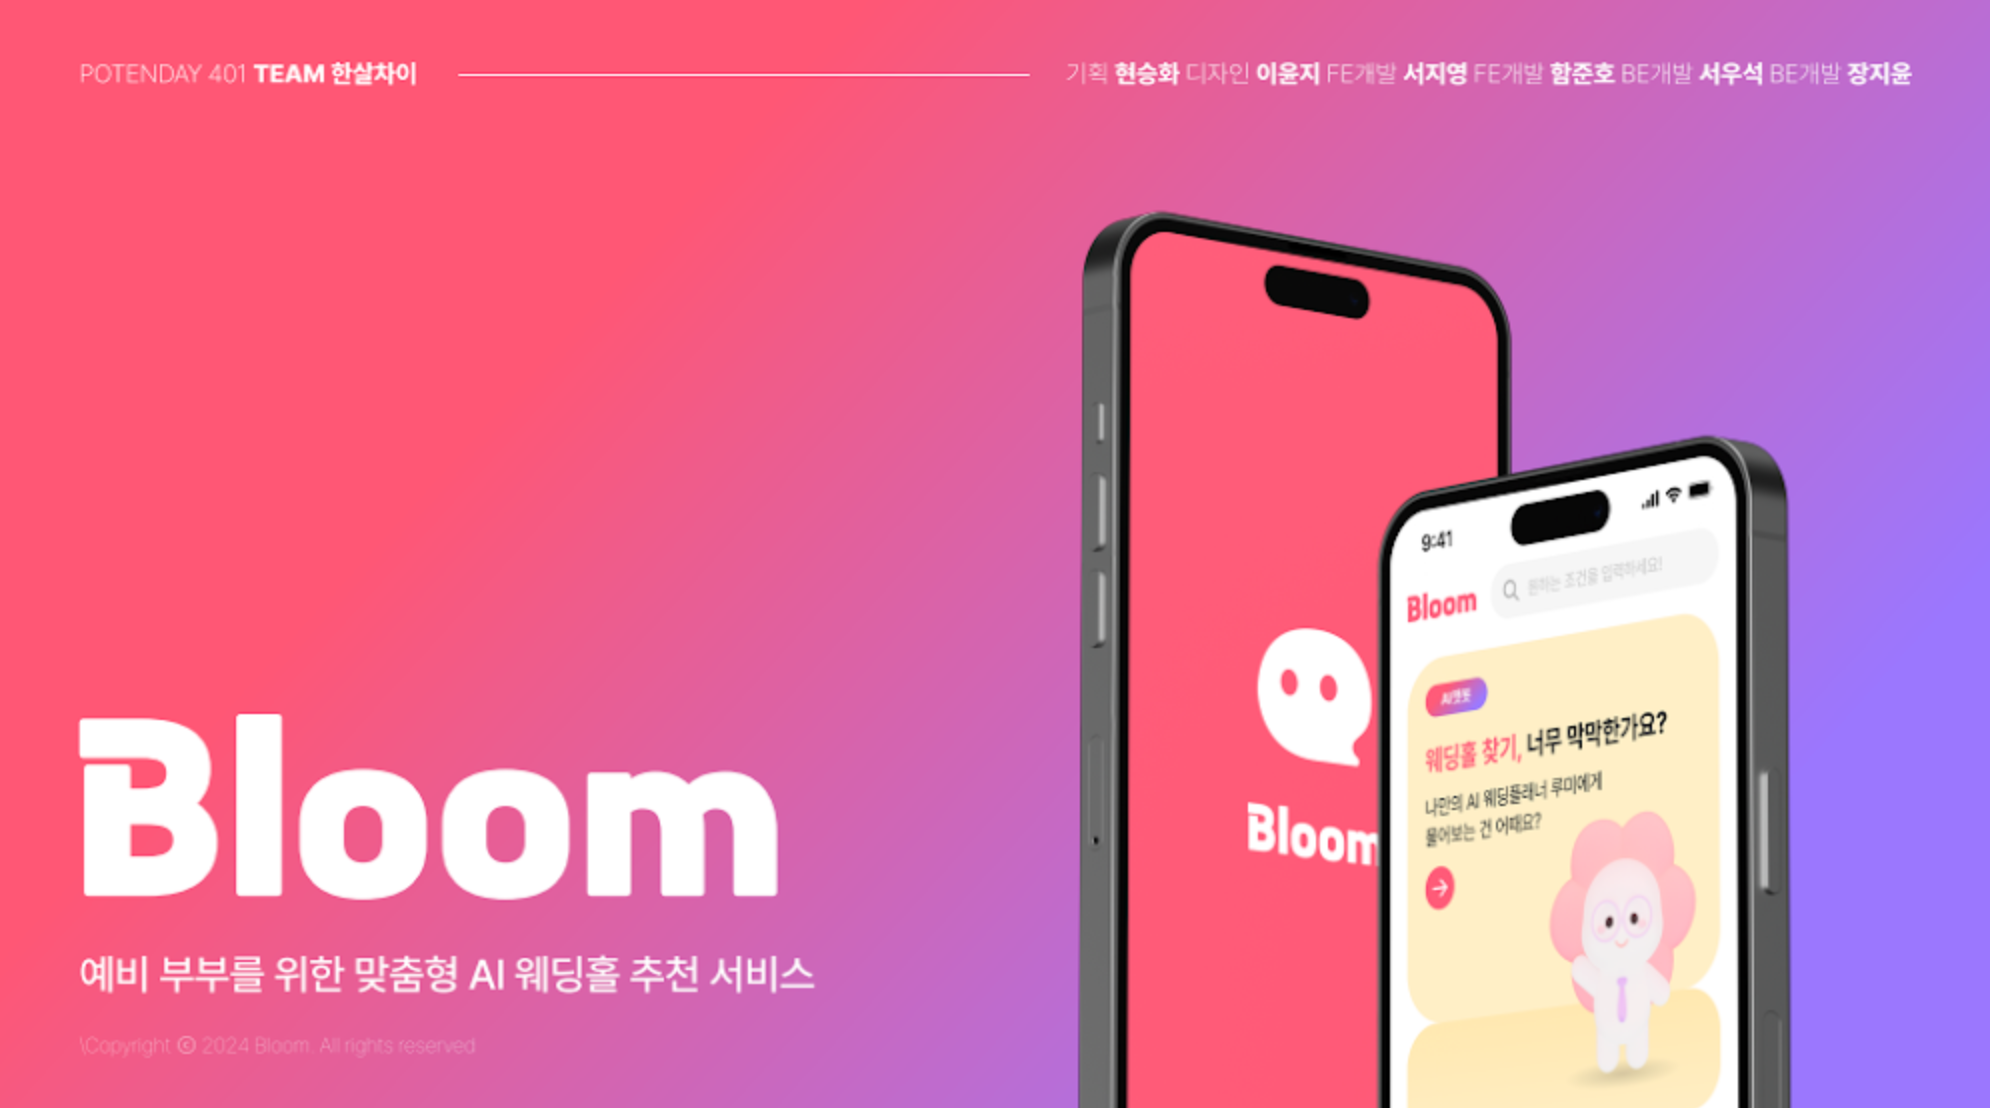 POTENDAY 401 TEAM 한살차이
기획 현승화 디자인 이윤지 FE개발 서지영 FE개발 함준호 BE개발 서우석 BE개발 장지윤
Bloom
예비 부부를 위한 맞춤형 AI 웨딩홀 추천 서비스
\Copyright ⓒ 2024 Bloom. All rights reserved
Bloom
9:41
Bloom
원하는 조건을 입력하세요!
AI챗봇
웨딩홀 찾기, 너무 막막한가요?
나만의 AI 웨딩플래너 루미에게
물어보는 건 어때요?